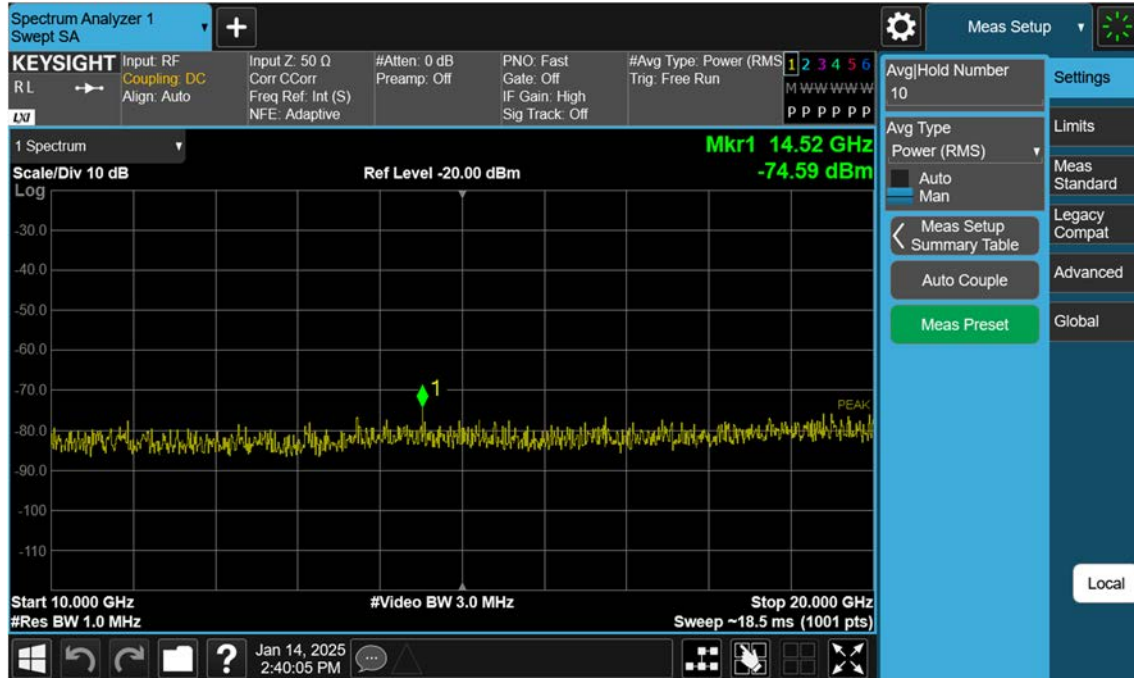 Spectrum Analyzer 1
Swept SA
+
Meas Setup
KEYSIGHT
RL
LXI
Input: RF
Coupling: DC
Align: Auto
Input Z: 50 Ω
Corr CCorr
Freq Ref: Int (S)
NFE: Adaptive
#Atten: 0 dB
Preamp: Off
PNO: Fast
Gate: Off
IF Gain: High
Sig Track: Off
#Avg Type: Power (RMS
Trig: Free Run
1 2 3 4 5 6
M W W W W W
P P P P P P
1 Spectrum
Mkr1 14.52 GHz
-74.59 dBm
Scale/Div 10 dB
Ref Level -20.00 dBm
Log
-30.0
-40.0
-50.0
-60.0
-70.0
-80.0
-90.0
-100
-110
1
PEAK
Start 10.000 GHz
#Video BW 3.0 MHz
Stop 20.000 GHz
#Res BW 1.0 MHz
Sweep ~18.5 ms (1001 pts)
Avg|Hold Number
10
Avg Type
Power (RMS)
Auto
Man
Meas Setup
Summary Table
Auto Couple
Meas Preset
Settings
Limits
Meas
Standard
Legacy
Compat
Advanced
Global
Local
?
Jan 14, 2025
2:40:05 PM